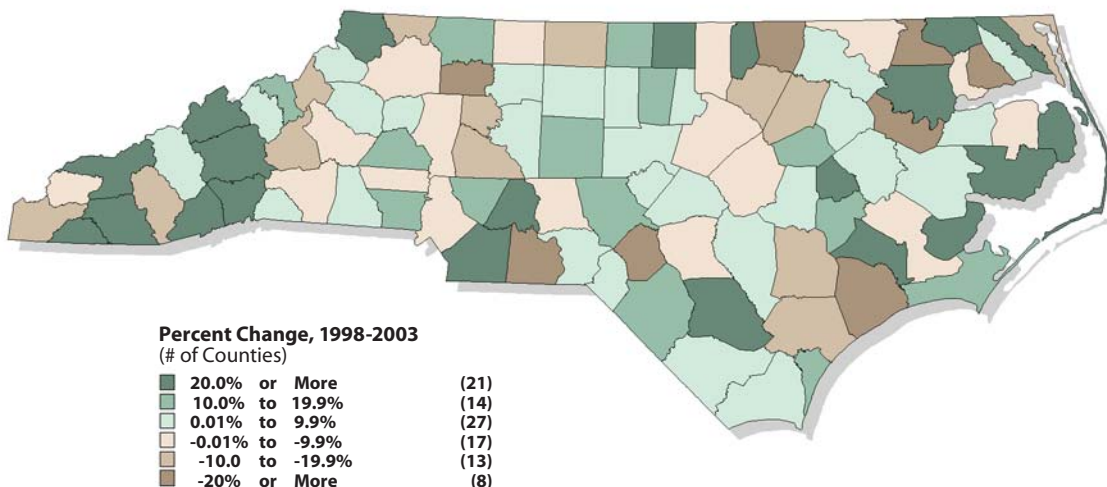 Percent Change, 1998-2003
(# of Counties)
20.0% or More (21)
10.0% to 19.9% (14)
0.01% to 9.9% (27)
-0.01% to -9.9% (17)
-10.0 to -19.9% (13)
-20% or More (8)